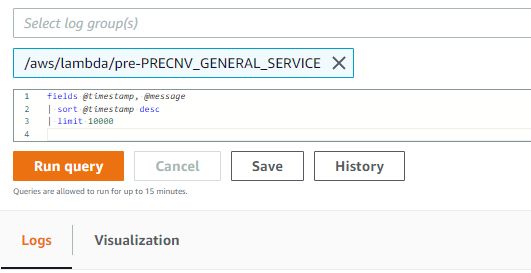 Select log group(s)
/aws/lambda/pre-PRECNV_GENERAL_SERVICE
1 fields @timestamp, @message
2 | sort @timestamp desc
3 | limit 10000
4
Run query Cancel Save History
Queries are allowed to run for up to 15 minutes.
Logs Visualization